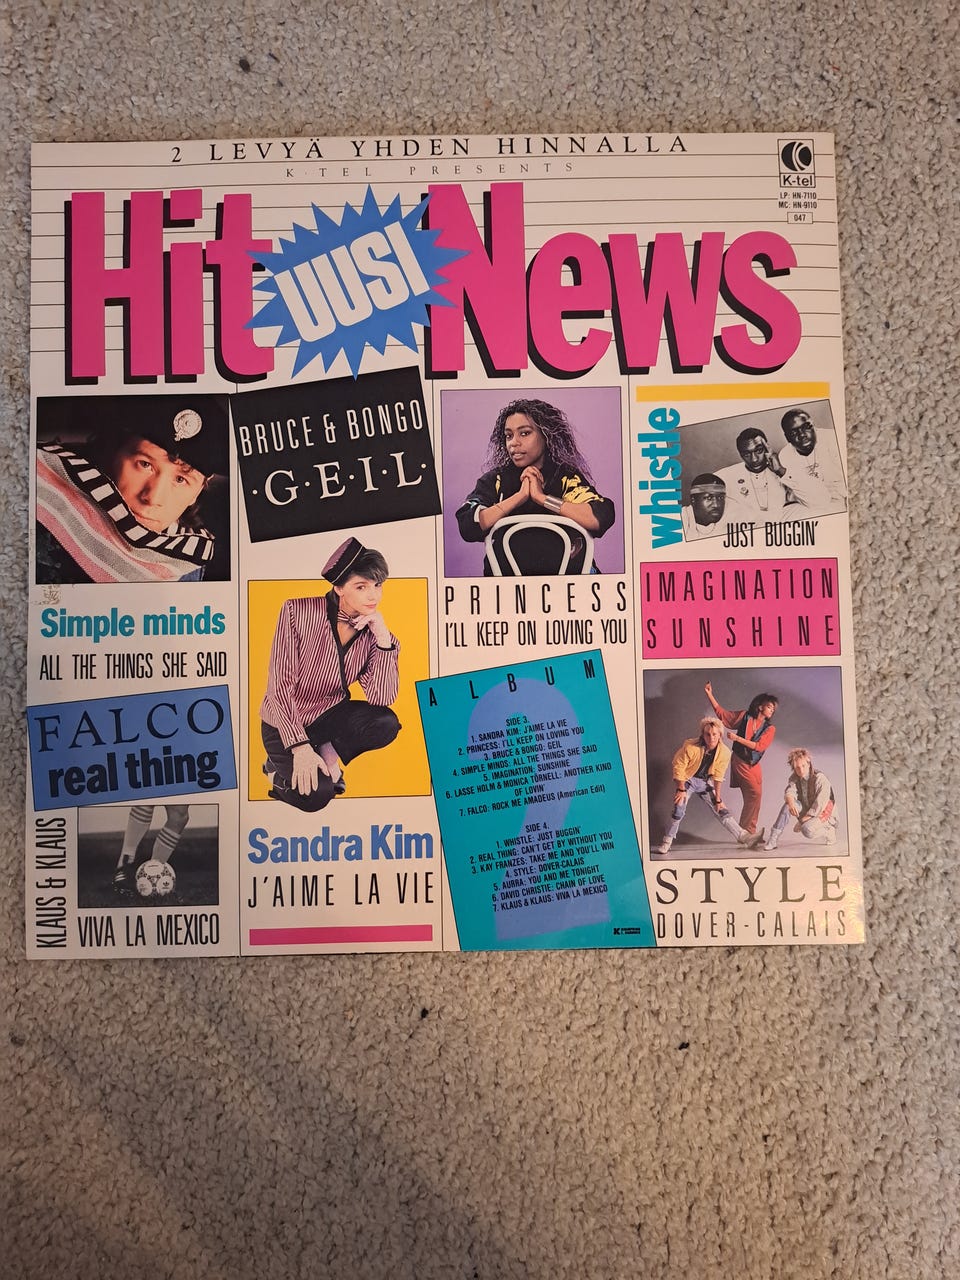 2 LEVYÄ YHDEN HINNALLA
K-TEL PRESENTS
K-tel
LP: HN-7110
MC: HN-9110
047
Hit UUSI News
Simple minds
ALL THE THINGS SHE SAID
FALCO
real thing
KLAUS & KLAUS
VIVA LA MEXICO
BRUCE & BONGO
·G·E·I·L·
Sandra Kim
J'AIME LA VIE
PRINCESS
I'LL KEEP ON LOVING YOU
ALBUM
2
SIDE 3.
1. SANDRA KIM: J'AIME LA VIE
2. PRINCESS: I'LL KEEP ON LOVING YOU
3. BRUCE & BONGO: GEIL
4. SIMPLE MINDS: ALL THE THINGS SHE SAID
5. IMAGINATION: SUNSHINE
6. LASSE HOLM & MONICA TÖRNELL: ANOTHER KIND
OF LOVIN'
7. FALCO: ROCK ME AMADEUS (American Edit)
SIDE 4.
1. WHISTLE: JUST BUGGIN'
2. REAL THING: CAN'T GET BY WITHOUT YOU
3. KAY FRANZES: TAKE ME AND YOU'LL WIN
4. STYLE: DOVER-CALAIS
5. AURRA: YOU AND ME TONIGHT
6. DAVID CHRISTIE: CHAIN OF LOVE
7. KLAUS & KLAUS: VIVA LA MEXICO
whistle
JUST BUGGIN'
IMAGINATION
SUNSHINE
STYLE
DOVER-CALAIS